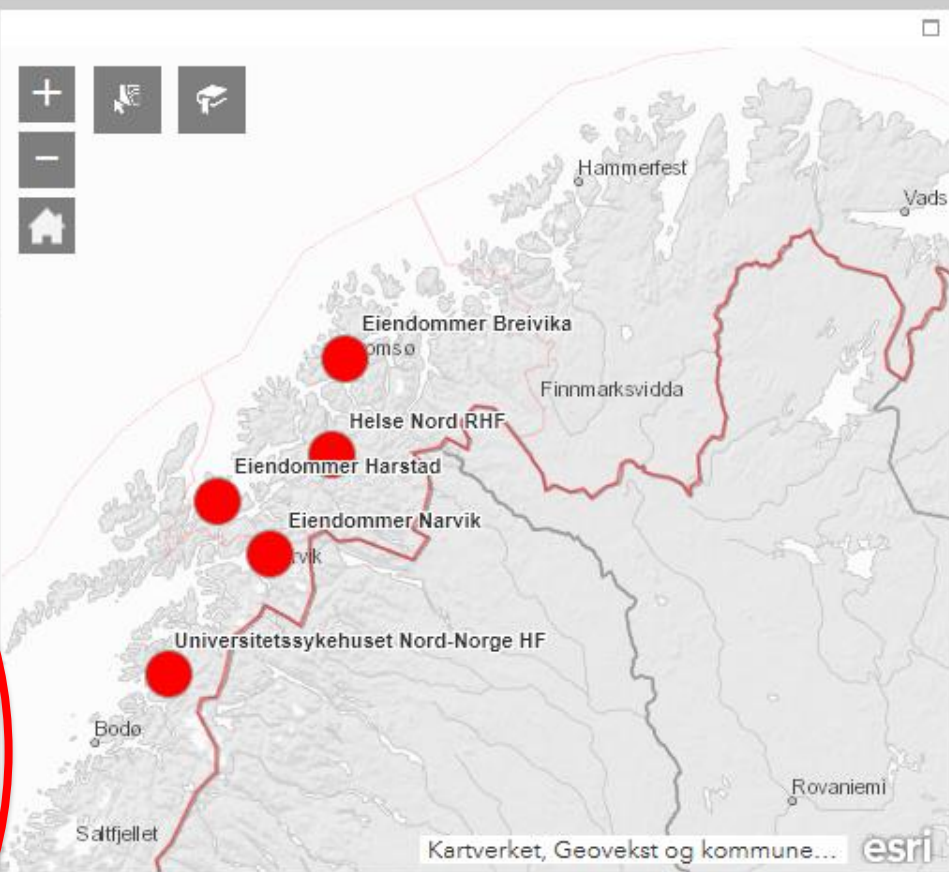 Hammerfest
Vads
Eiendommer Breivika
omsø
Finnmarksvidda
Helse Nord RHF
Eiendommer Harstad
Eiendommer Narvik
vik
Universitetssykehuset Nord-Norge HF
Bodø
Rovaniemi
Saltfjellet
Kartverket, Geovekst og kommune...
esri